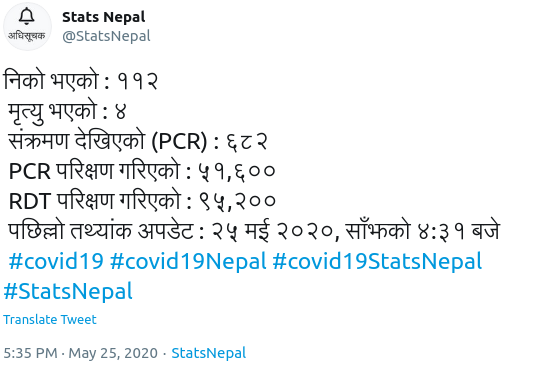 अधिसूचक
Stats Nepal
@StatsNepal
निको भएको : ११२
मृत्यु भएको : ४
संक्रमण देखिएको (PCR) : ६८२
PCR परिक्षण गरिएको : ५१,६००
RDT परिक्षण गरिएको : ९५,२००
पछिल्लो तथ्यांक अपडेट : २५ मई २०२०, साँझको ४:३१ बजे
#covid19 #covid19Nepal #covid19StatsNepal
#StatsNepal
Translate Tweet
5:35 PM · May 25, 2020 · StatsNepal